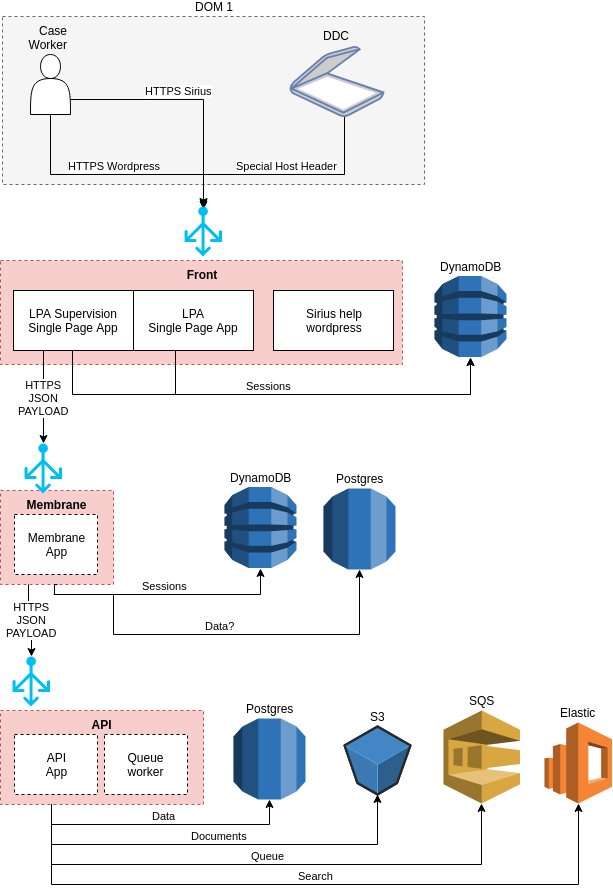 DOM 1
Case
Worker
DDC
HTTPS Sirius
HTTPS Wordpress
Special Host Header
Front
DynamoDB
LPA Supervision
Single Page App
LPA
Single Page App
Sirius help
wordpress
HTTPS
JSON
PAYLOAD
Sessions
Membrane
Membrane
App
DynamoDB
Postgres
Sessions
Data?
HTTPS
JSON
PAYLOAD
API
API
App
Queue
worker
Postgres
S3
SQS
Elastic
Data
Documents
Queue
Search